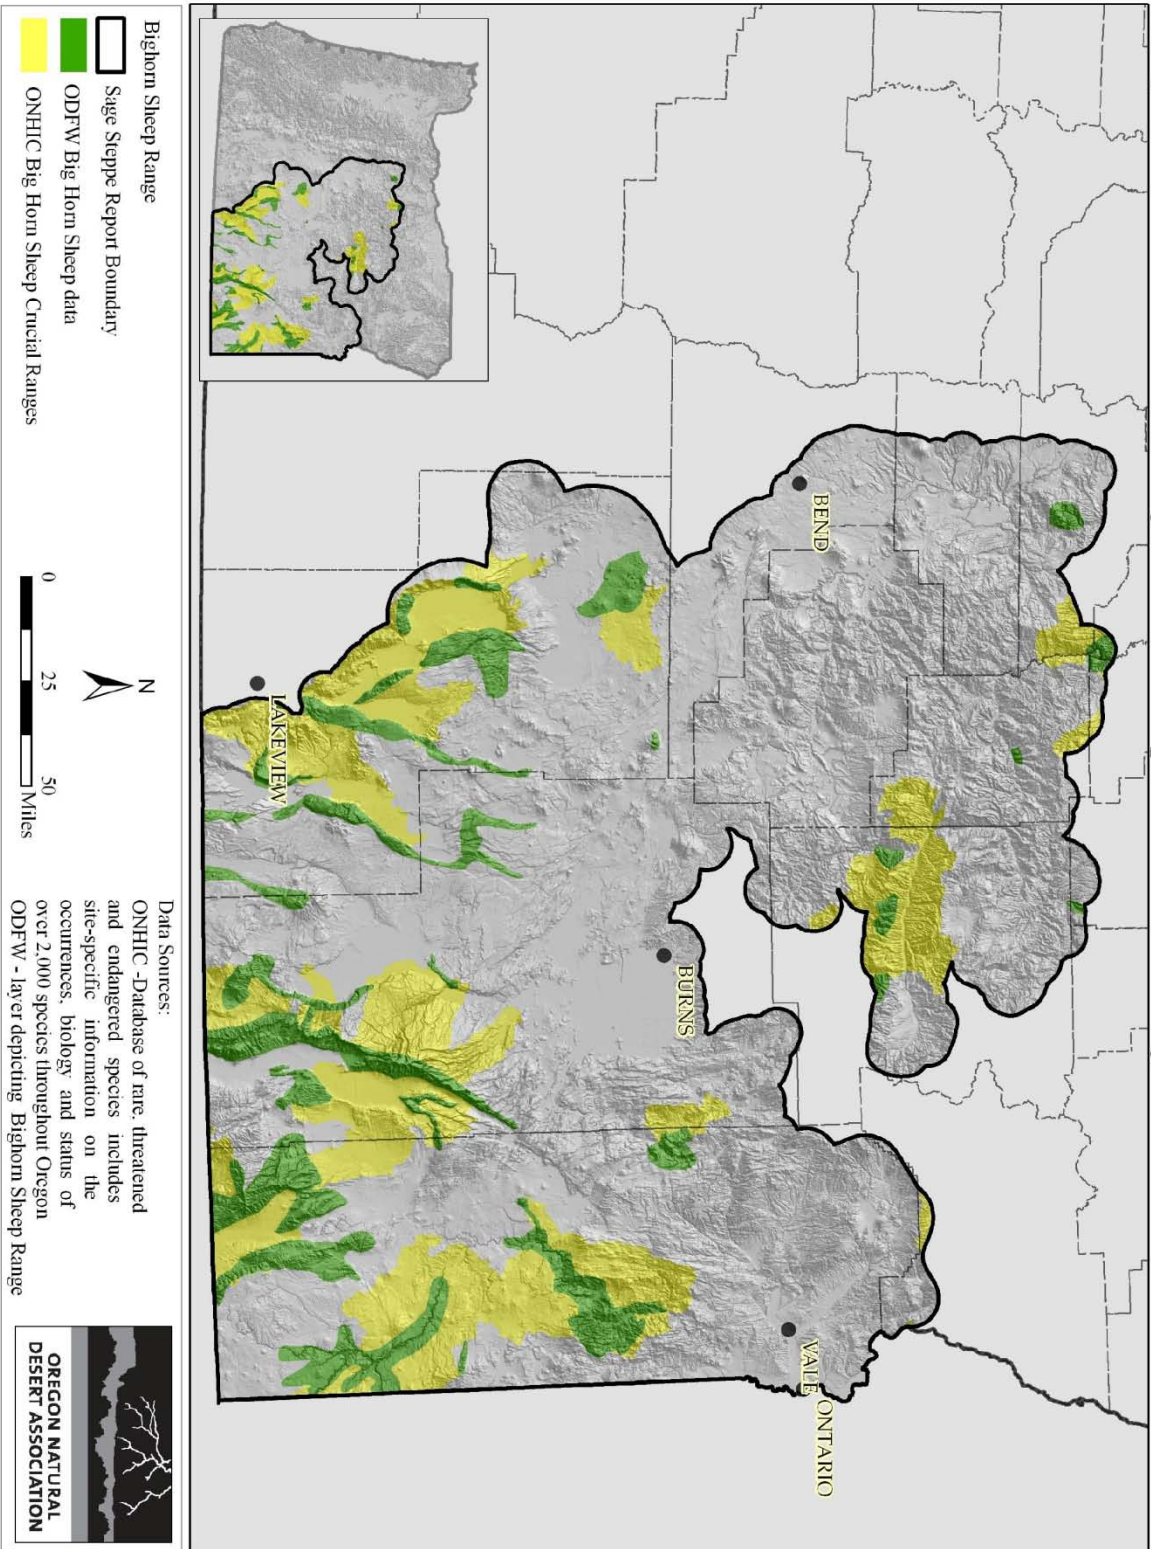 BEND
BURNS
VALE
ONTARIO
LAKEVIEW
Bighorn Sheep Range
Sage Steppe Report Boundary
ODFW Big Horn Sheep data
ONHIC Big Horn Sheep Crucial Ranges
N
0 25 50
Miles
Data Sources:
ONHIC -Database of rare, threatened
and endangered species includes
site-specific information on the
occurrences, biology and status of
over 2,000 species throughout Oregon
ODFW - layer depicting Bighorn Sheep Range
OREGON NATURAL
DESERT ASSOCIATION